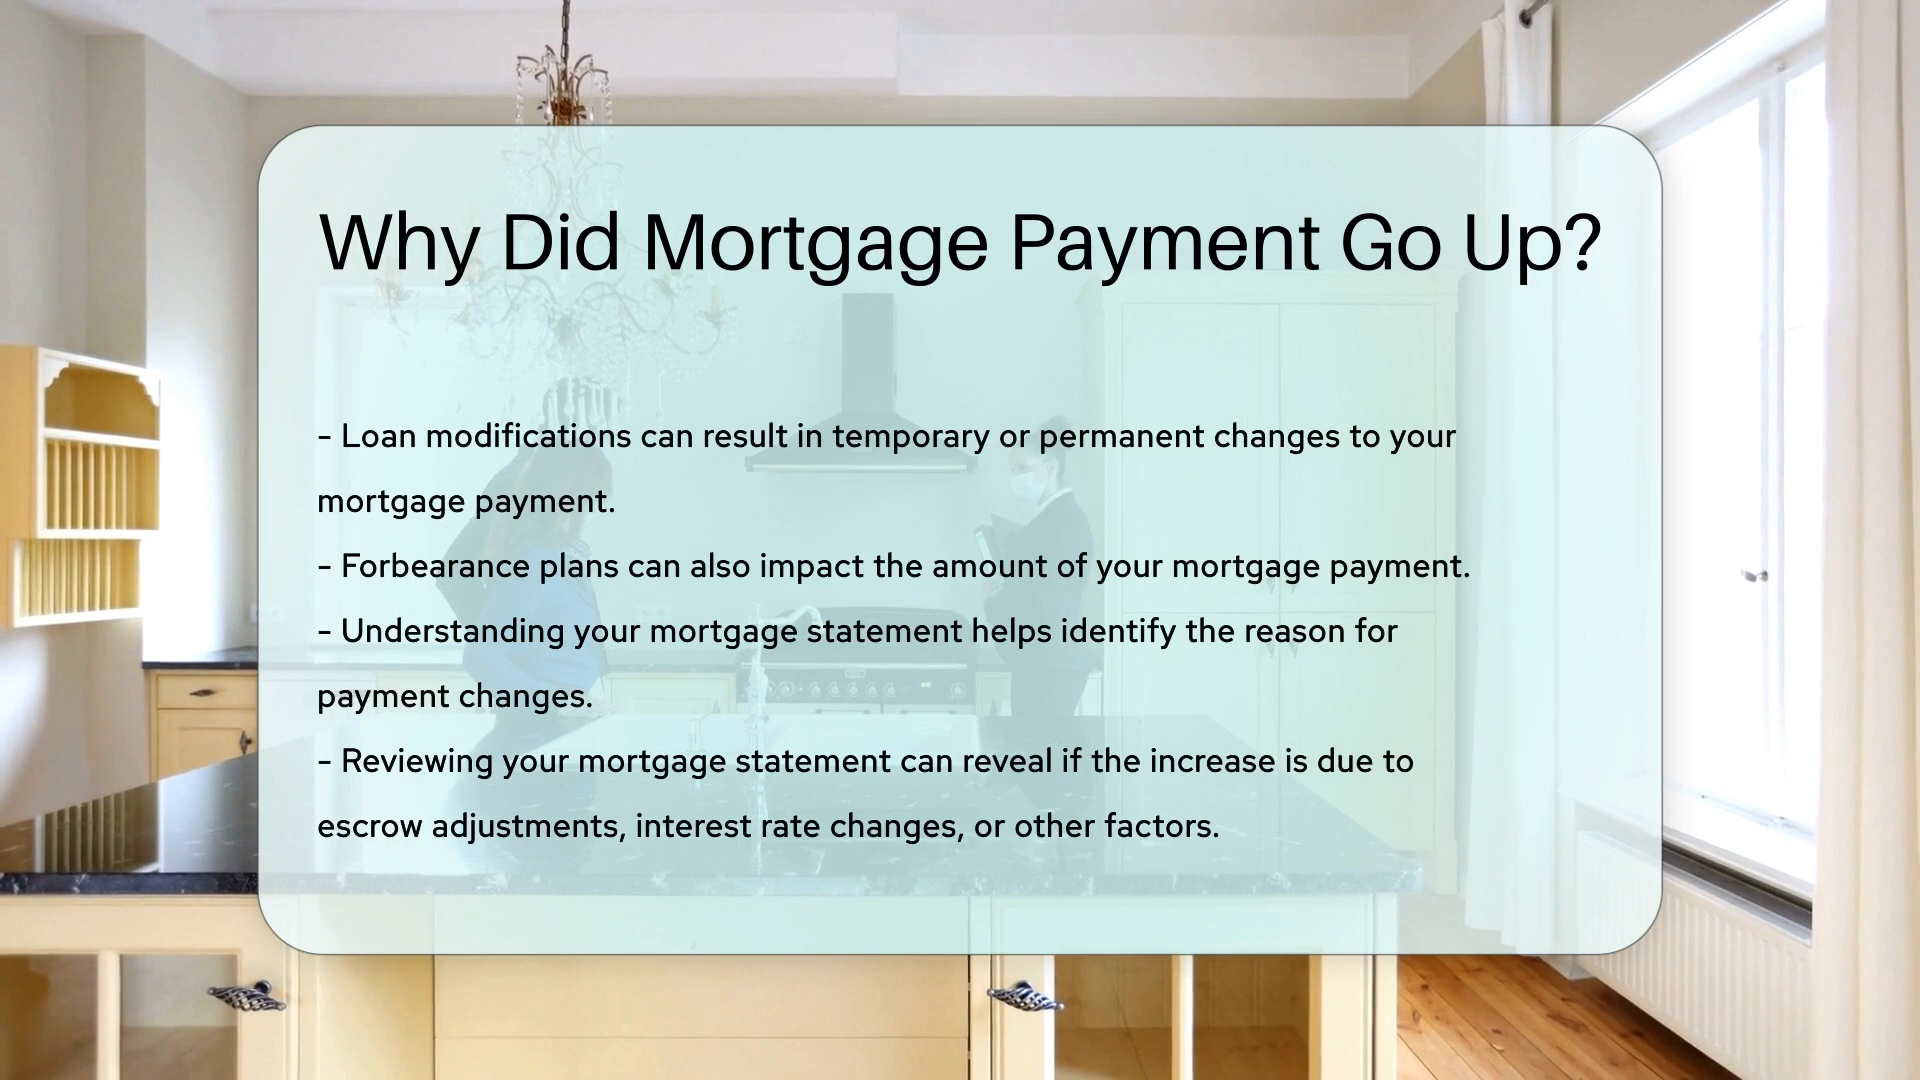 Why Did Mortgage Payment Go Up?
- Loan modifications can result in temporary or permanent changes to your
mortgage payment.
- Forbearance plans can also impact the amount of your mortgage payment.
- Understanding your mortgage statement helps identify the reason for
payment changes.
- Reviewing your mortgage statement can reveal if the increase is due to
escrow adjustments, interest rate changes, or other factors.